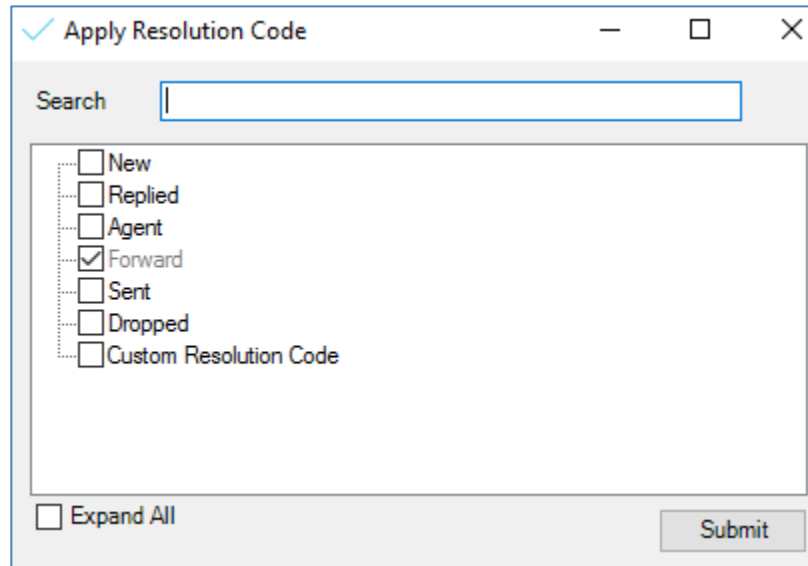 Apply Resolution Code
Search
New
Replied
Agent
Forward
Sent
Dropped
Custom Resolution Code
Expand All
Submit